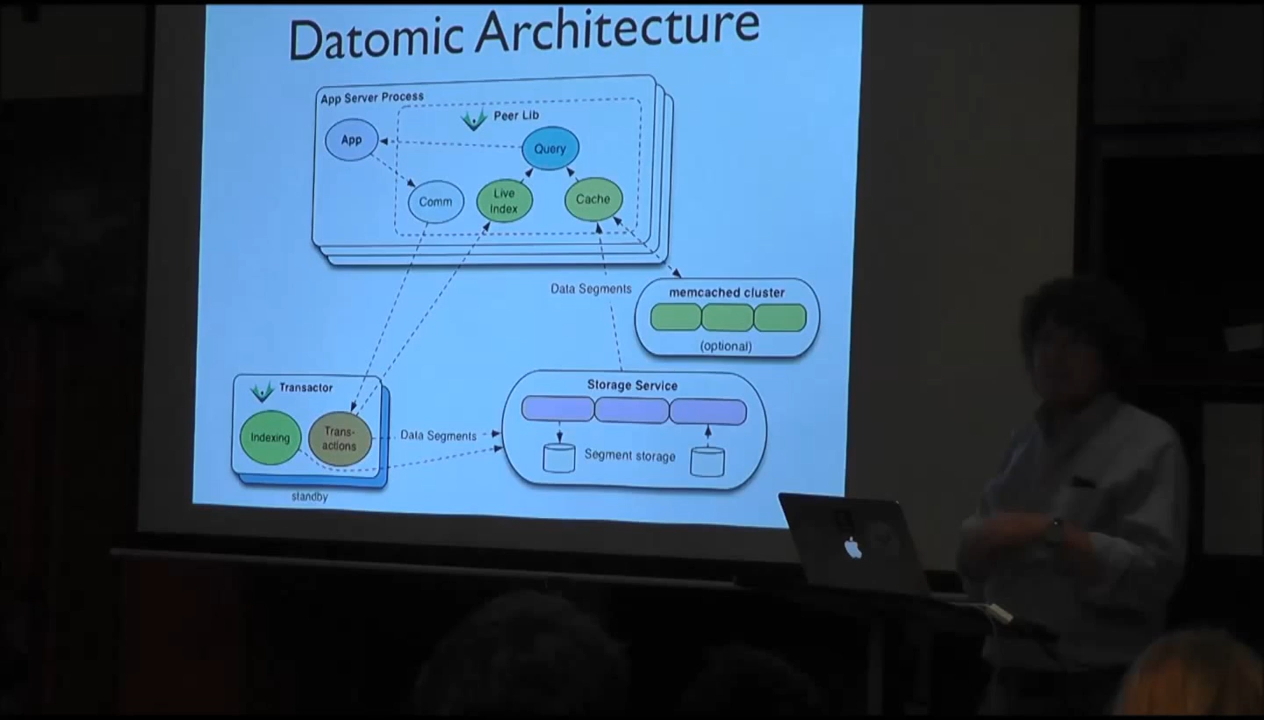 Datomic Architecture
App Server Process
Peer Lib
App
Query
Comm
Live
Index
Cache
Data Segments
memcached cluster
(optional)
Transactor
Indexing
Trans-
actions
Data Segments
standby
Storage Service
Segment storage